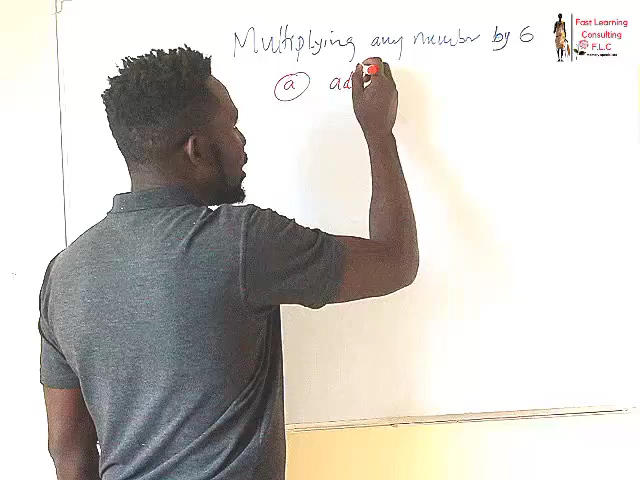 Multiplying any number by 6
a ad
Fast Learning
Consulting
F.L.C